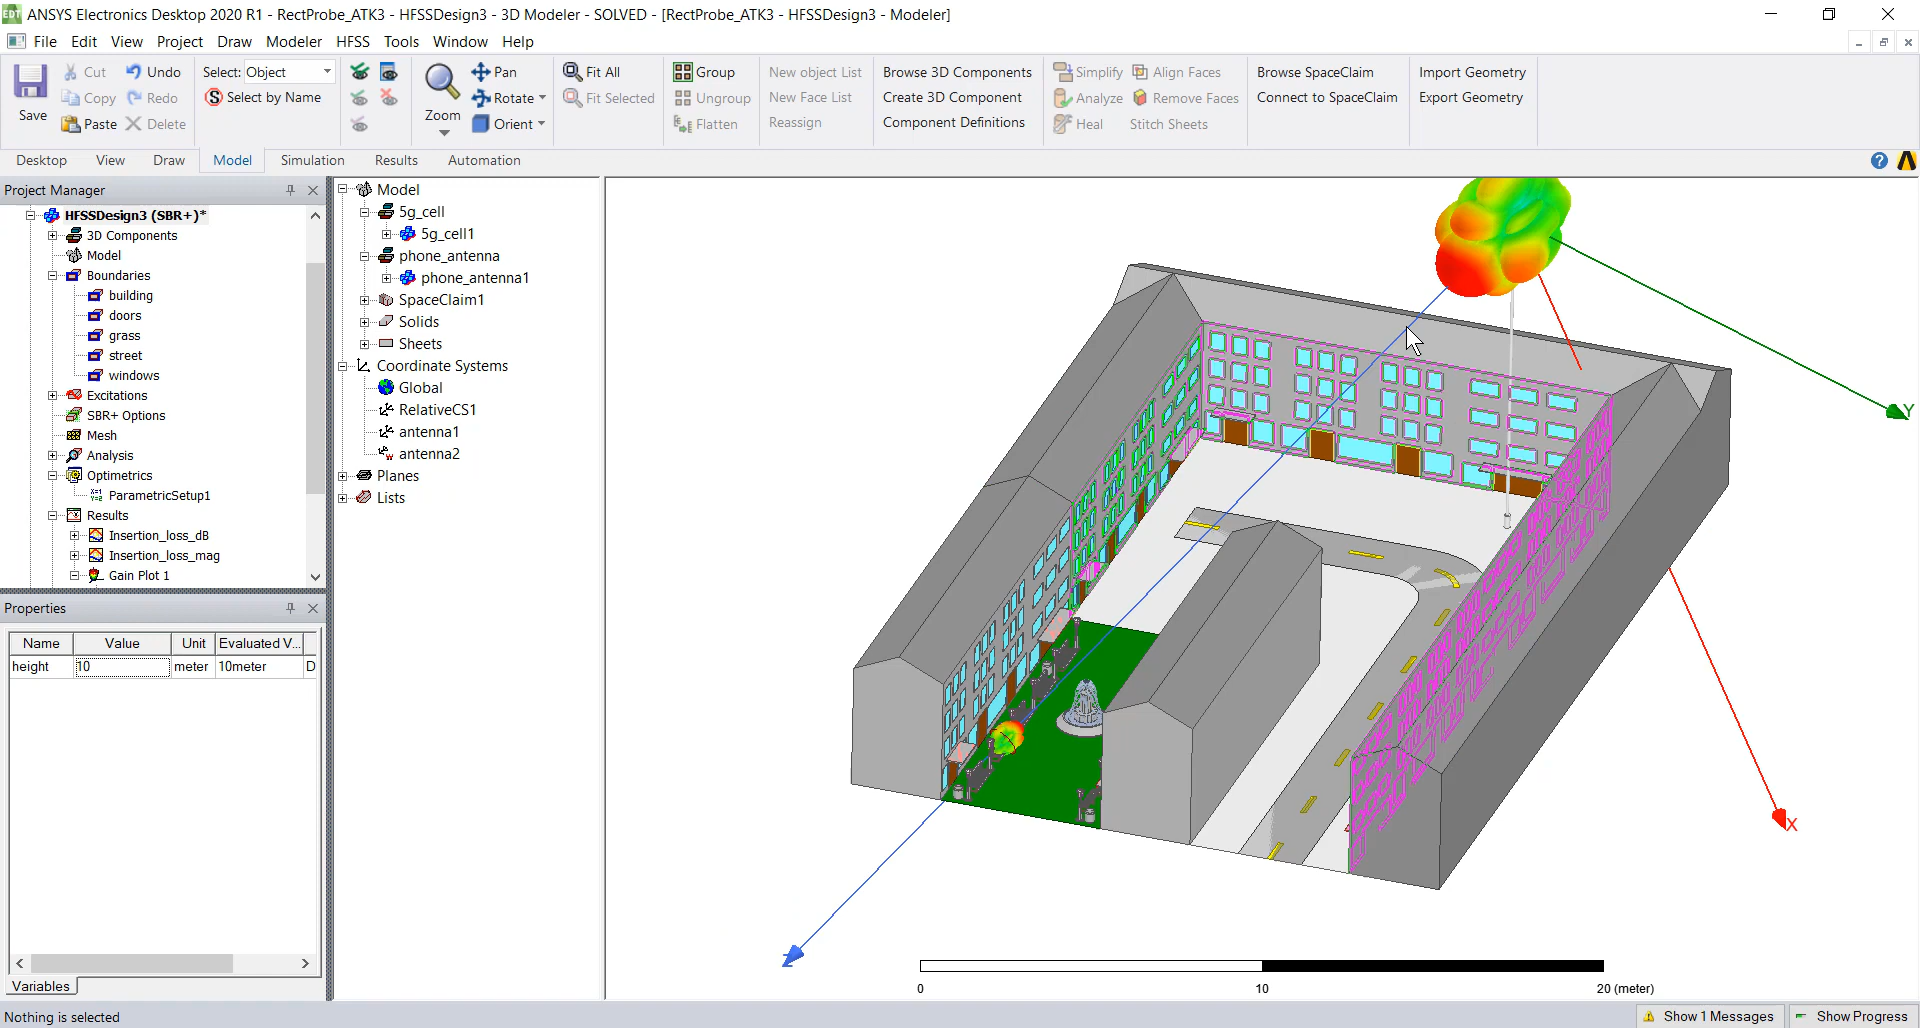 ANSYS Electronics Desktop 2020 R1 - RectProbe_ATK3 - HFSSDesign3 - 3D Modeler - SOLVED - [RectProbe_ATK3 - HFSSDesign3 - Modeler]
File Edit View Project Draw Modeler HFSS Tools Window Help
Save
Cut
Copy
Paste
Undo
Redo
Delete
Select: Object
Select by Name
Zoom
Pan
Rotate
Orient
Fit All
Fit Selected
Group
Ungroup
Flatten
New object List
New Face List
Reassign
Browse 3D Components
Create 3D Component
Component Definitions
Simplify
Analyze
Heal
Align Faces
Remove Faces
Stitch Sheets
Browse SpaceClaim
Connect to SpaceClaim
Import Geometry
Export Geometry
Desktop View Draw Model Simulation Results Automation
Project Manager
HFSSDesign3 (SBR+)*
3D Components
Model
Boundaries
building
doors
grass
street
windows
Excitations
SBR+ Options
Mesh
Analysis
Optimetrics
ParametricSetup1
Results
Insertion_loss_dB
Insertion_loss_mag
Gain Plot 1
Properties
Name Value Unit Evaluated V...
height 10 meter 10meter D
Variables
Model
5g_cell
5g_cell1
phone_antenna
phone_antenna1
SpaceClaim1
Solids
Sheets
Coordinate Systems
Global
RelativeCS1
antenna1
antenna2
Planes
Lists
Y
X
Z
0 10 20 (meter)
Nothing is selected
Show 1 Messages
Show Progress